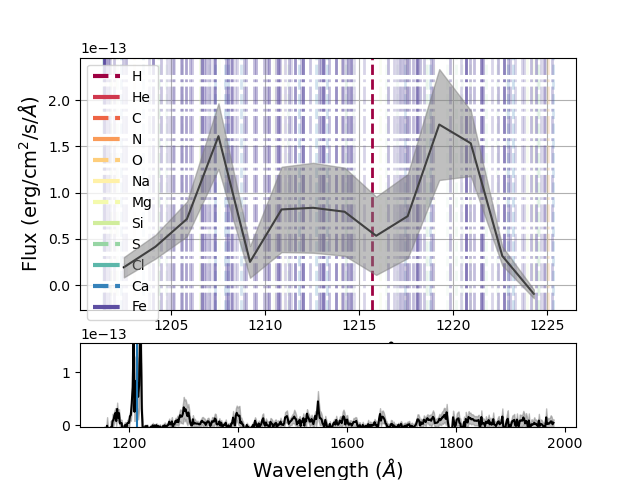 1e−13
Flux (erg/cm²/s/Å)
2.0
1.5
1.0
0.5
0.0
H
He
C
N
O
Na
Mg
Si
S
Cl
Ca
Fe
1205 1210 1215 1220 1225
1e−13
1
0
1200 1400 1600 1800 2000
Wavelength (Å)